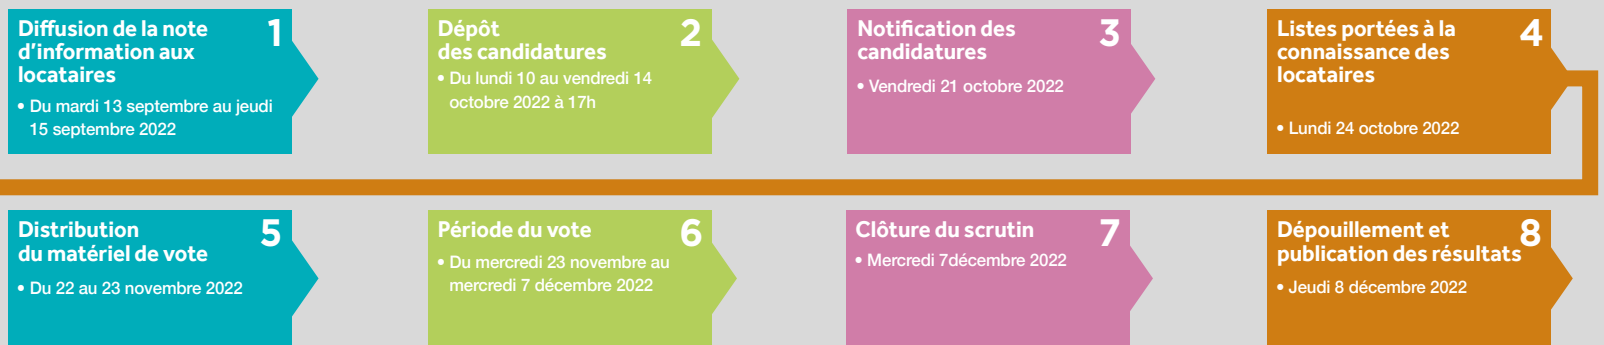 Diffusion de la note
d'information aux
locataires
1
• Du mardi 13 septembre au jeudi
15 septembre 2022
Dépôt
des candidatures
2
• Du lundi 10 au vendredi 14
octobre 2022 à 17h
Notification des
candidatures
3
• Vendredi 21 octobre 2022
Listes portées à la
connaissance des
locataires
4
• Lundi 24 octobre 2022
Distribution
du matériel de vote
5
• Du 22 au 23 novembre 2022
Période du vote
6
• Du mercredi 23 novembre au
mercredi 7 décembre 2022
Clôture du scrutin
7
• Mercredi 7décembre 2022
Dépouillement et
publication des résultats
8
• Jeudi 8 décembre 2022